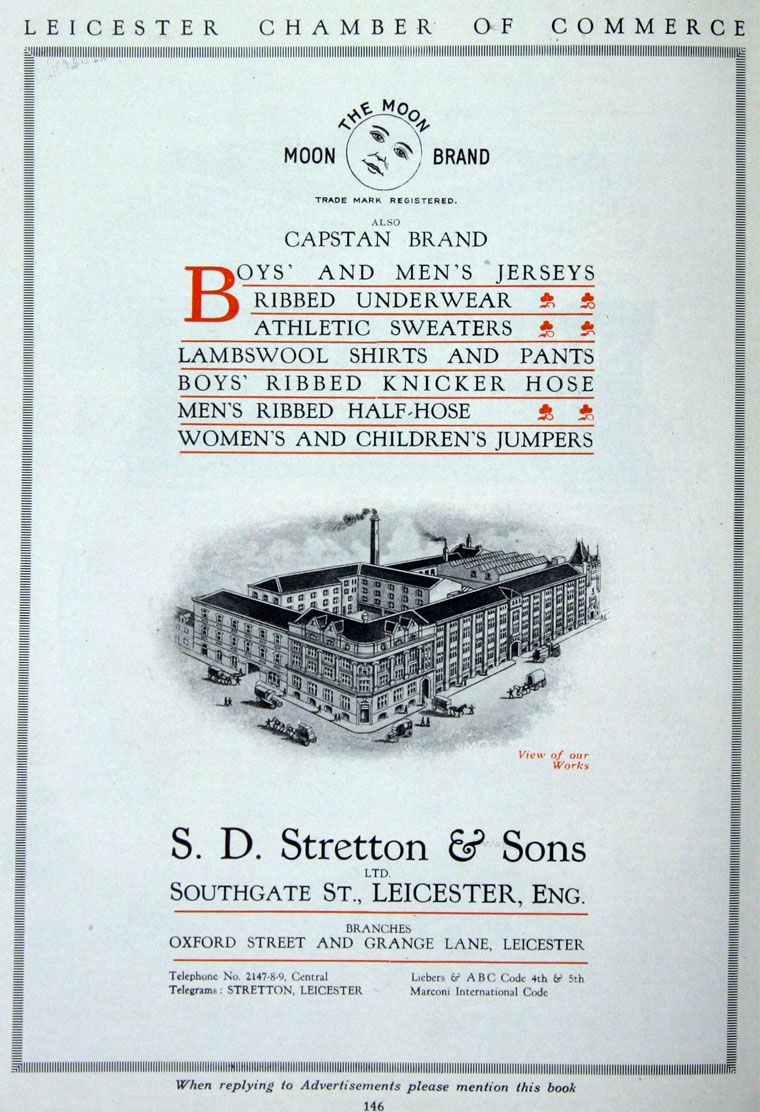 LEICESTER CHAMBER OF COMMERCE
THE MOON
MOON BRAND
TRADE MARK REGISTERED.
ALSO
CAPSTAN BRAND
BOYS' AND MEN'S JERSEYS
RIBBED UNDERWEAR
ATHLETIC SWEATERS
LAMBSWOOL SHIRTS AND PANTS
BOYS' RIBBED KNICKER HOSE
MEN'S RIBBED HALF-HOSE
WOMEN'S AND CHILDREN'S JUMPERS
View of our
Works
S. D. Stretton & Sons
LTD.
SOUTHGATE ST., LEICESTER, ENG.
BRANCHES
OXFORD STREET AND GRANGE LANE, LEICESTER
Telephone No. 2147-8-9, Central
Telegrams: STRETTON, LEICESTER
Liebers & ABC Code 4th & 5th
Marconi International Code
When replying to Advertisements please mention this book
146